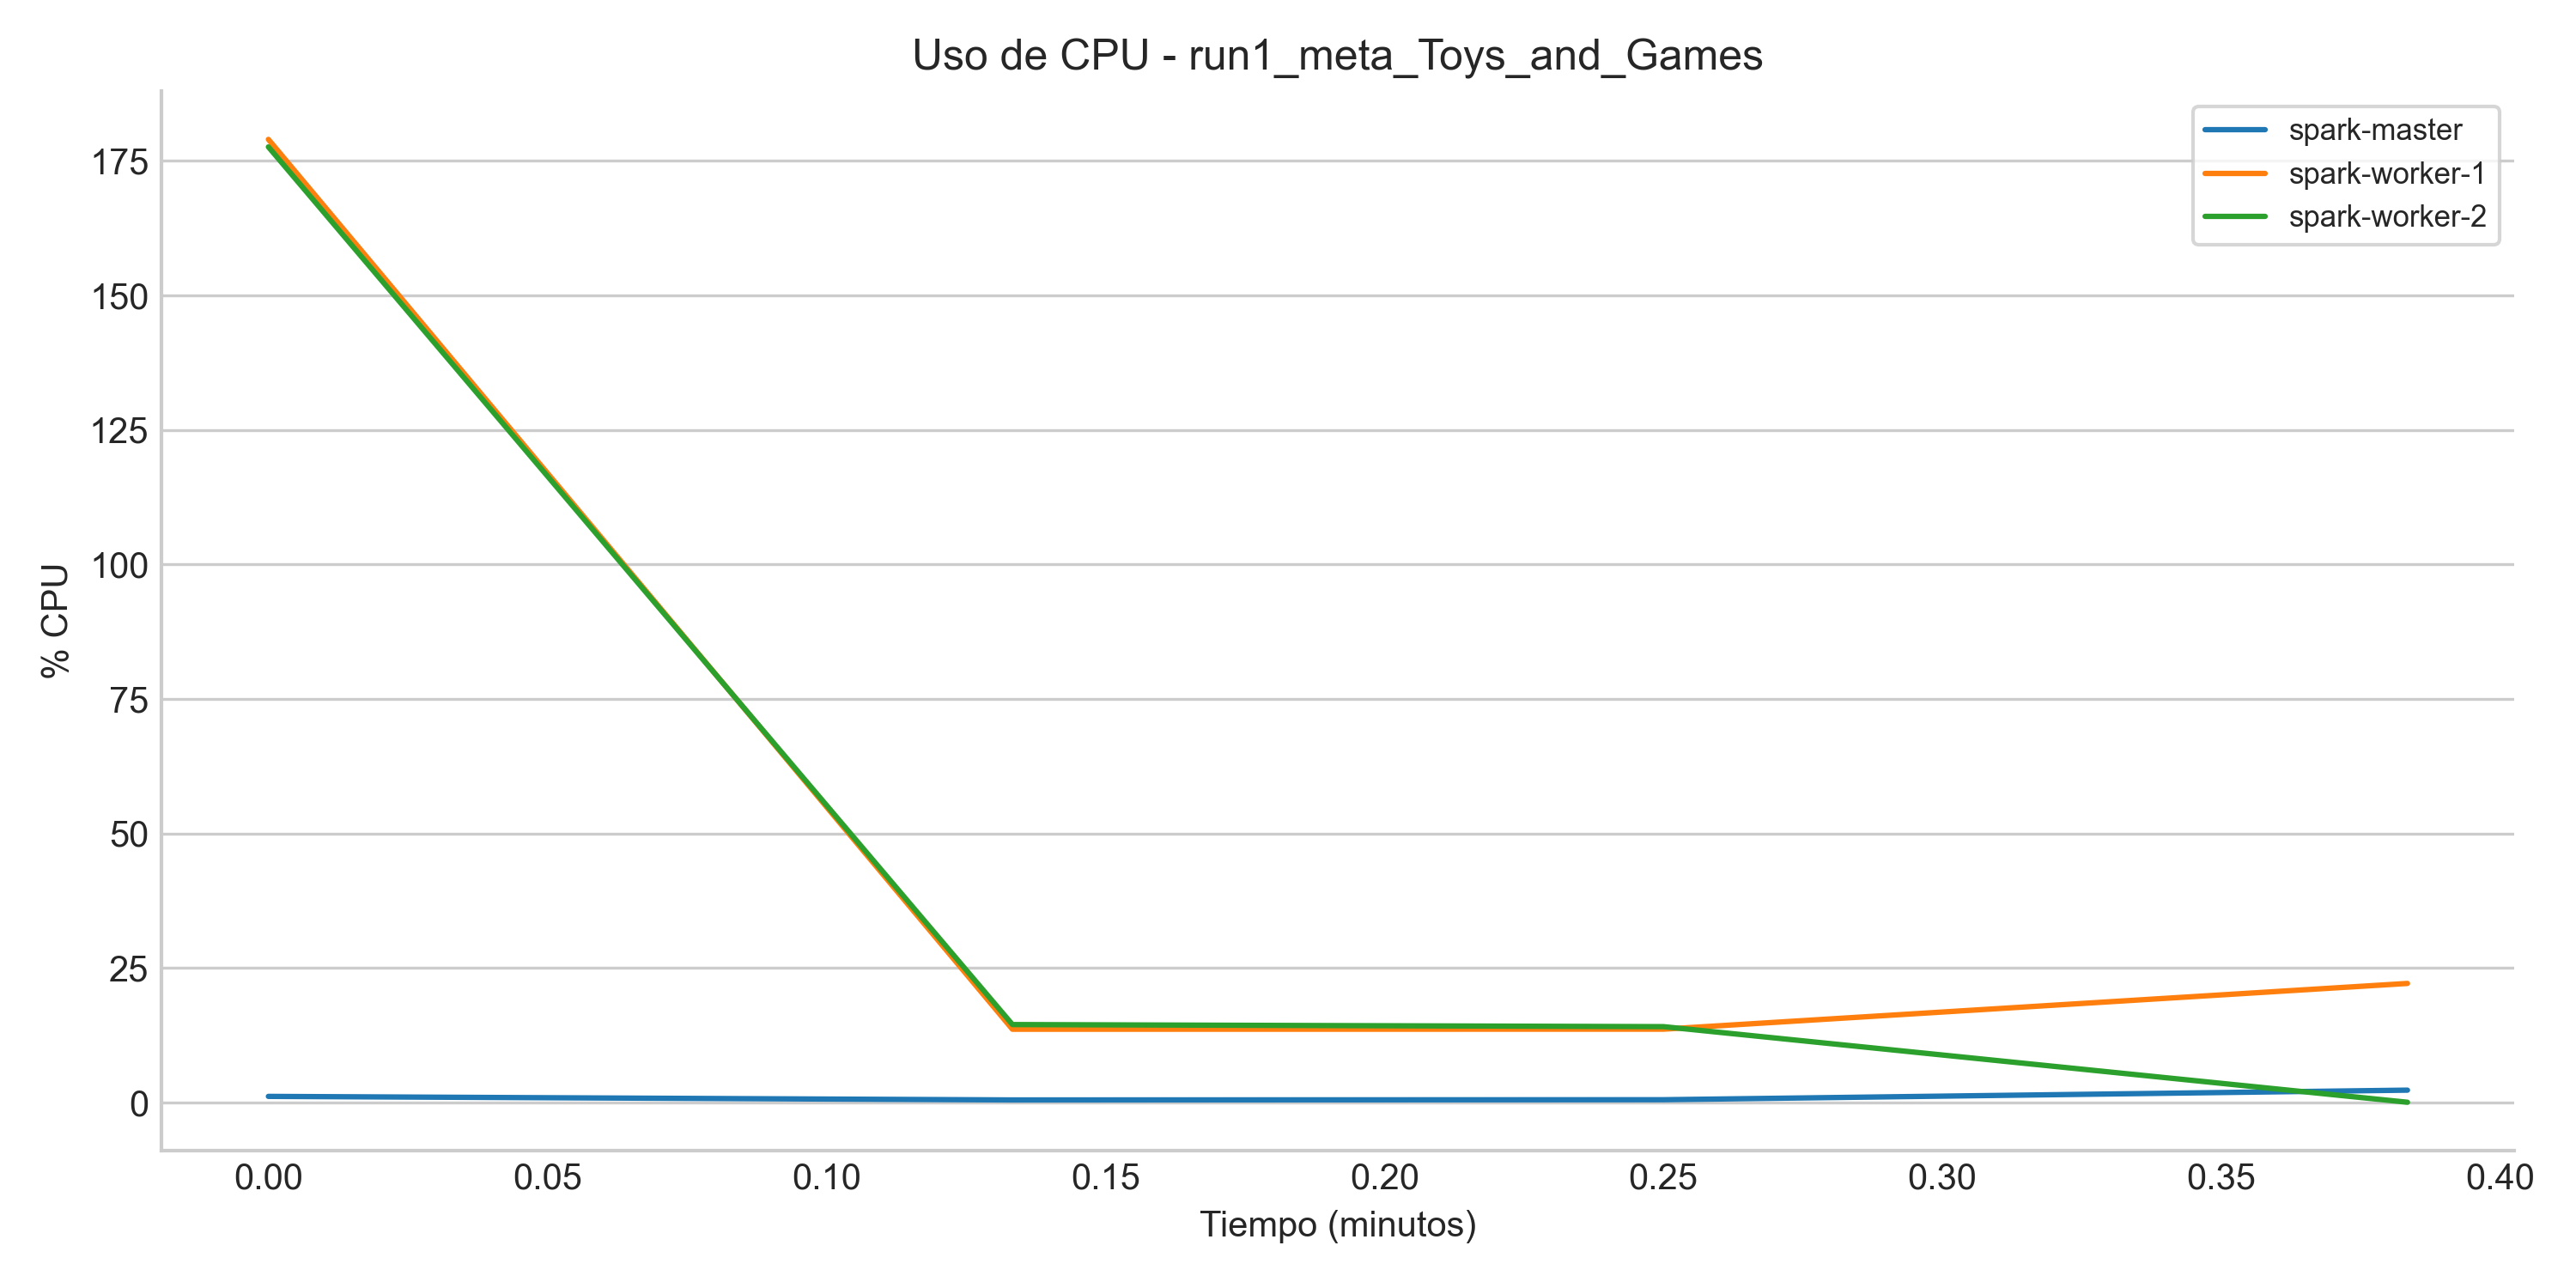 Uso de CPU - run1_meta_Toys_and_Games
spark-master
spark-worker-1
spark-worker-2
% CPU
175
150
125
100
75
50
25
0
0.00 0.05 0.10 0.15 0.20 0.25 0.30 0.35 0.40
Tiempo (minutos)